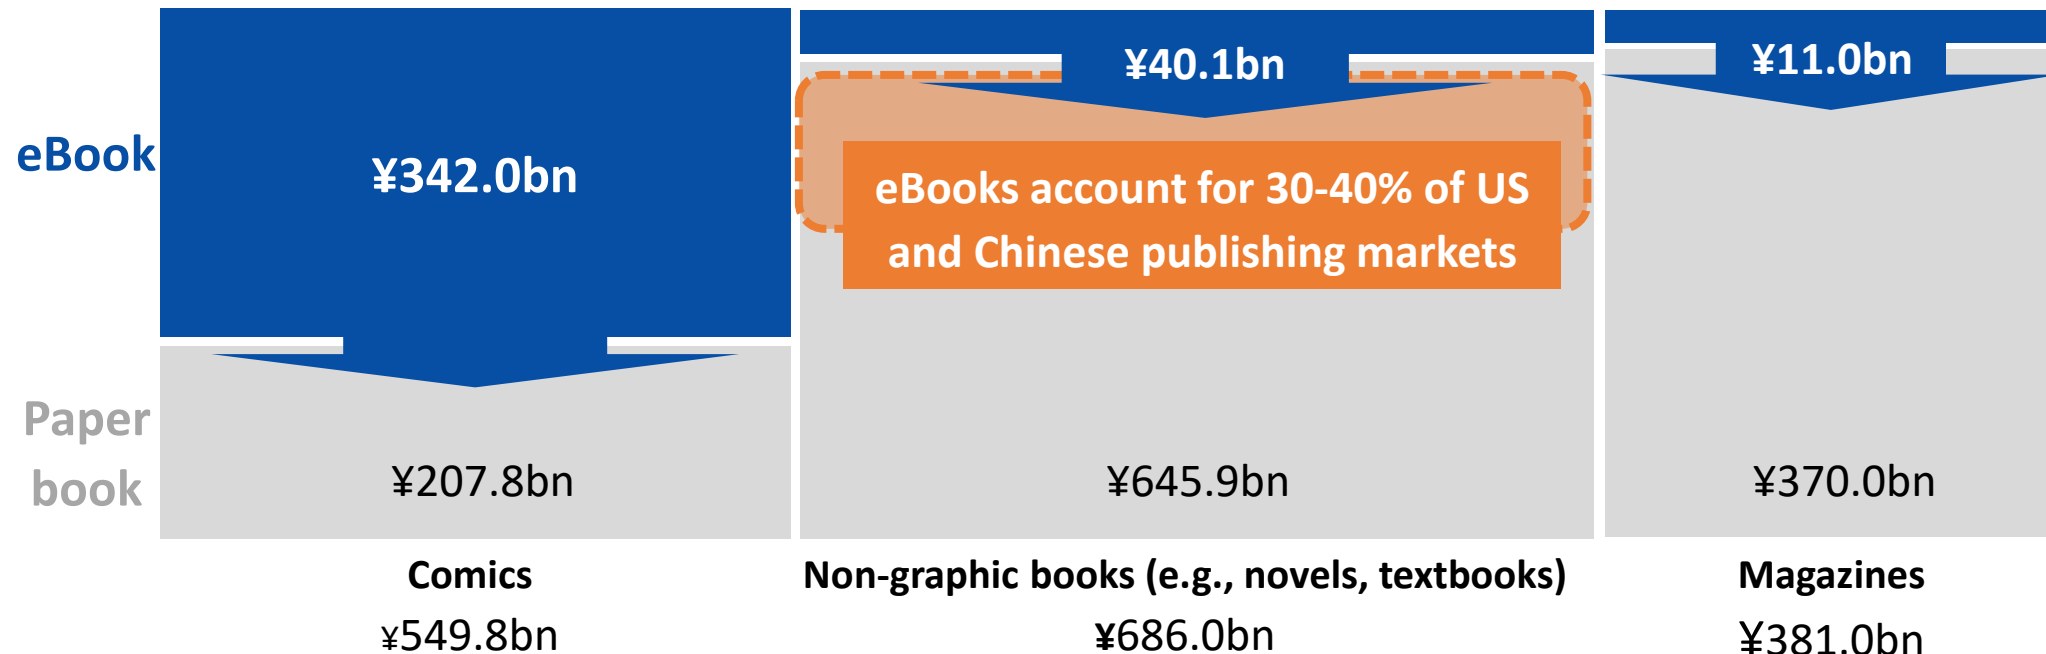 eBook
¥342.0bn
¥40.1bn
¥11.0bn
eBooks account for 30-40% of US
and Chinese publishing markets
Paper
book
¥207.8bn
¥645.9bn
¥370.0bn
Comics
Non-graphic books (e.g., novels, textbooks)
Magazines
¥549.8bn
¥686.0bn
¥381.0bn